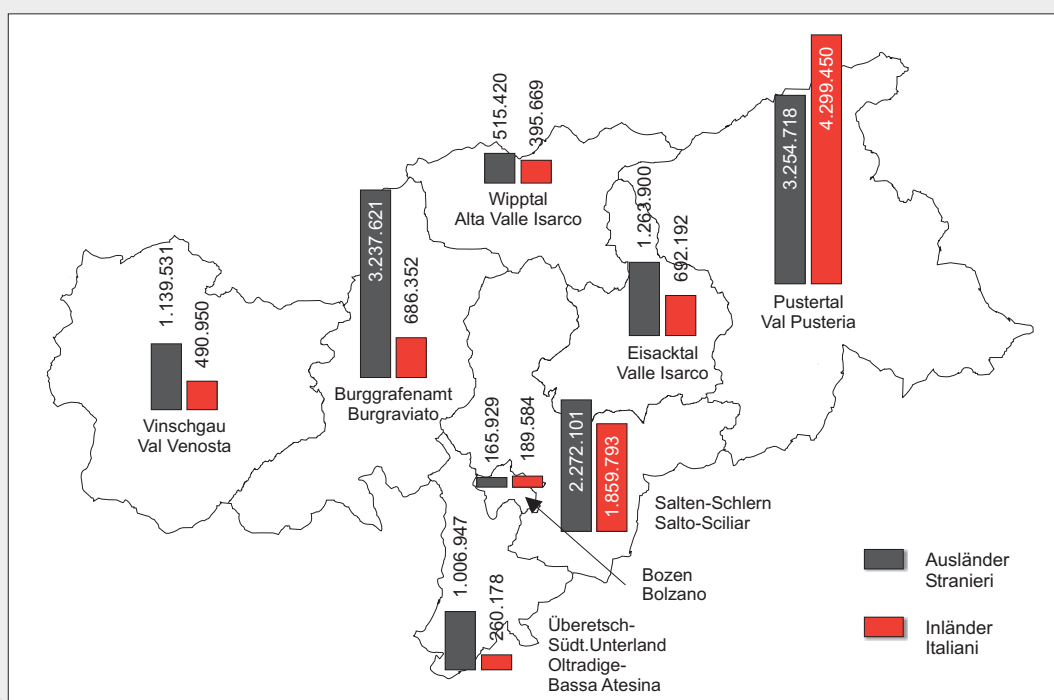 515.420
395.669
Wipptal
Alta Valle Isarco
3.254.718
4.299.450
Pustertal
Val Pusteria
3.237.621
686.352
Burggrafenamt
Burgraviato
1.263.900
692.192
Eisacktal
Valle Isarco
1.139.531
490.950
Vinschgau
Val Venosta
165.929
189.584
Bozen
Bolzano
2.272.101
1.859.793
Salten-Schlern
Salto-Sciliar
1.006.947
260.178
Überetsch-
Südt.Unterland
Oltradige-
Bassa Atesina
Ausländer
Stranieri
Inländer
Italiani